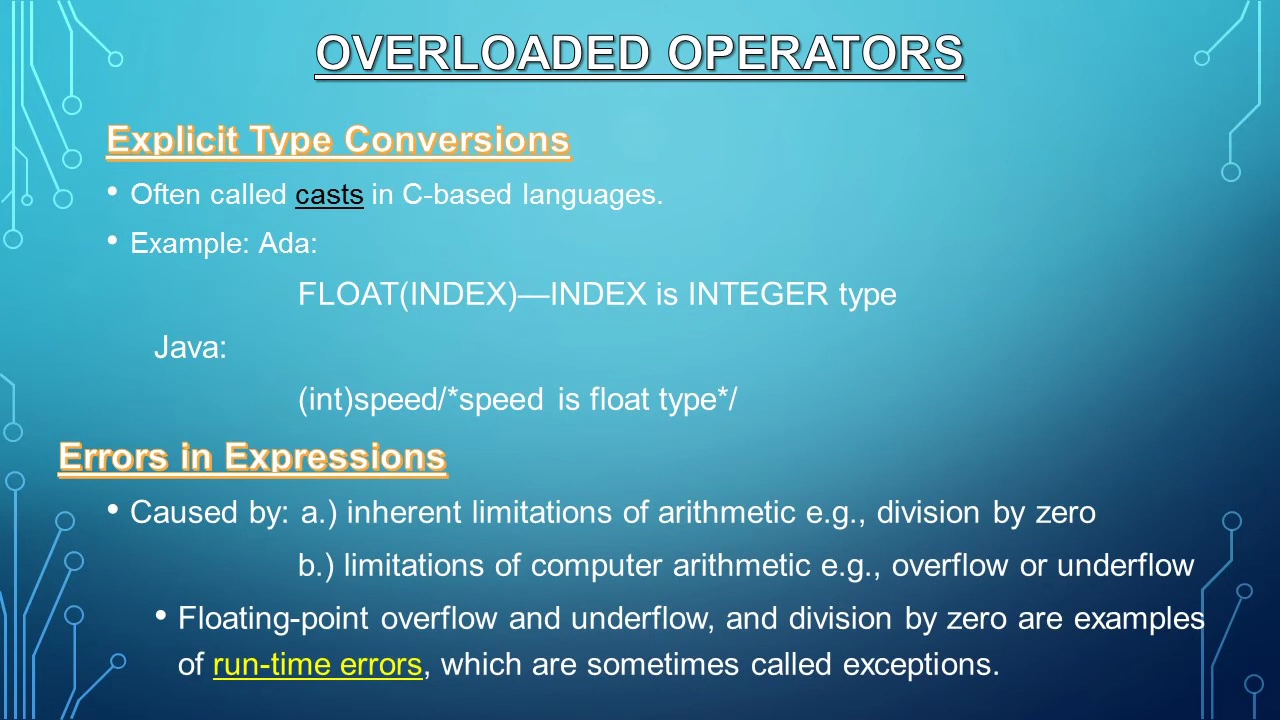 OVERLOADED OPERATORS
Explicit Type Conversions
• Often called casts in C-based languages.
• Example: Ada:
FLOAT(INDEX)—INDEX is INTEGER type
Java:
(int)speed/*speed is float type*/
Errors in Expressions
• Caused by: a.) inherent limitations of arithmetic e.g., division by zero
b.) limitations of computer arithmetic e.g., overflow or underflow
• Floating-point overflow and underflow, and division by zero are examples
of run-time errors, which are sometimes called exceptions.